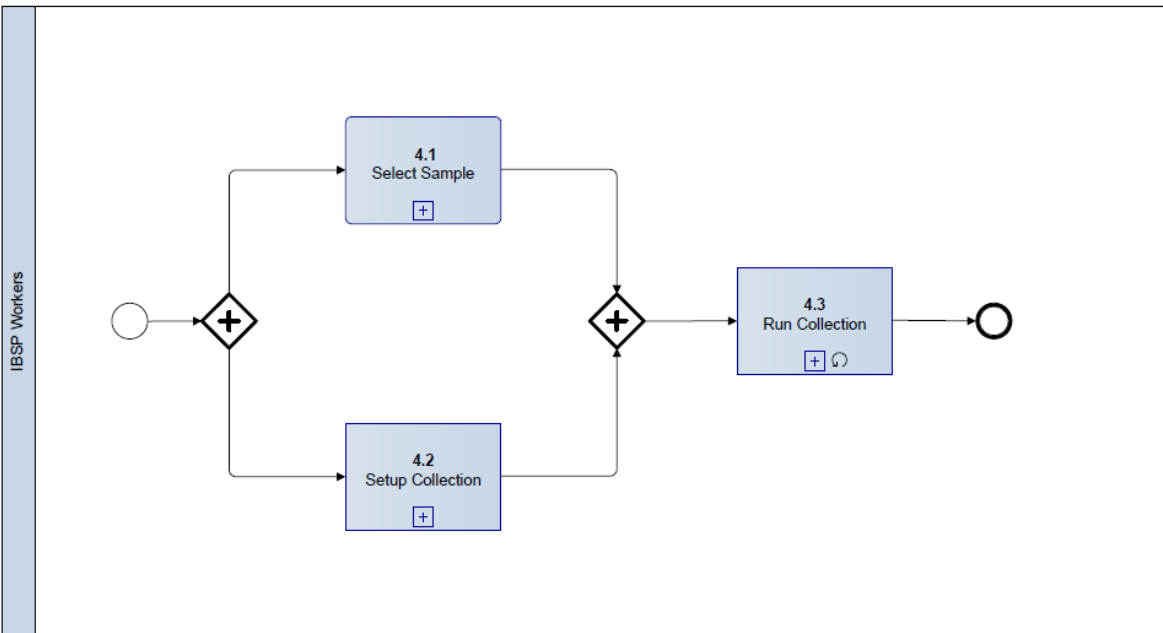 IBSP Workers
4.1
Select Sample
4.2
Setup Collection
4.3
Run Collection